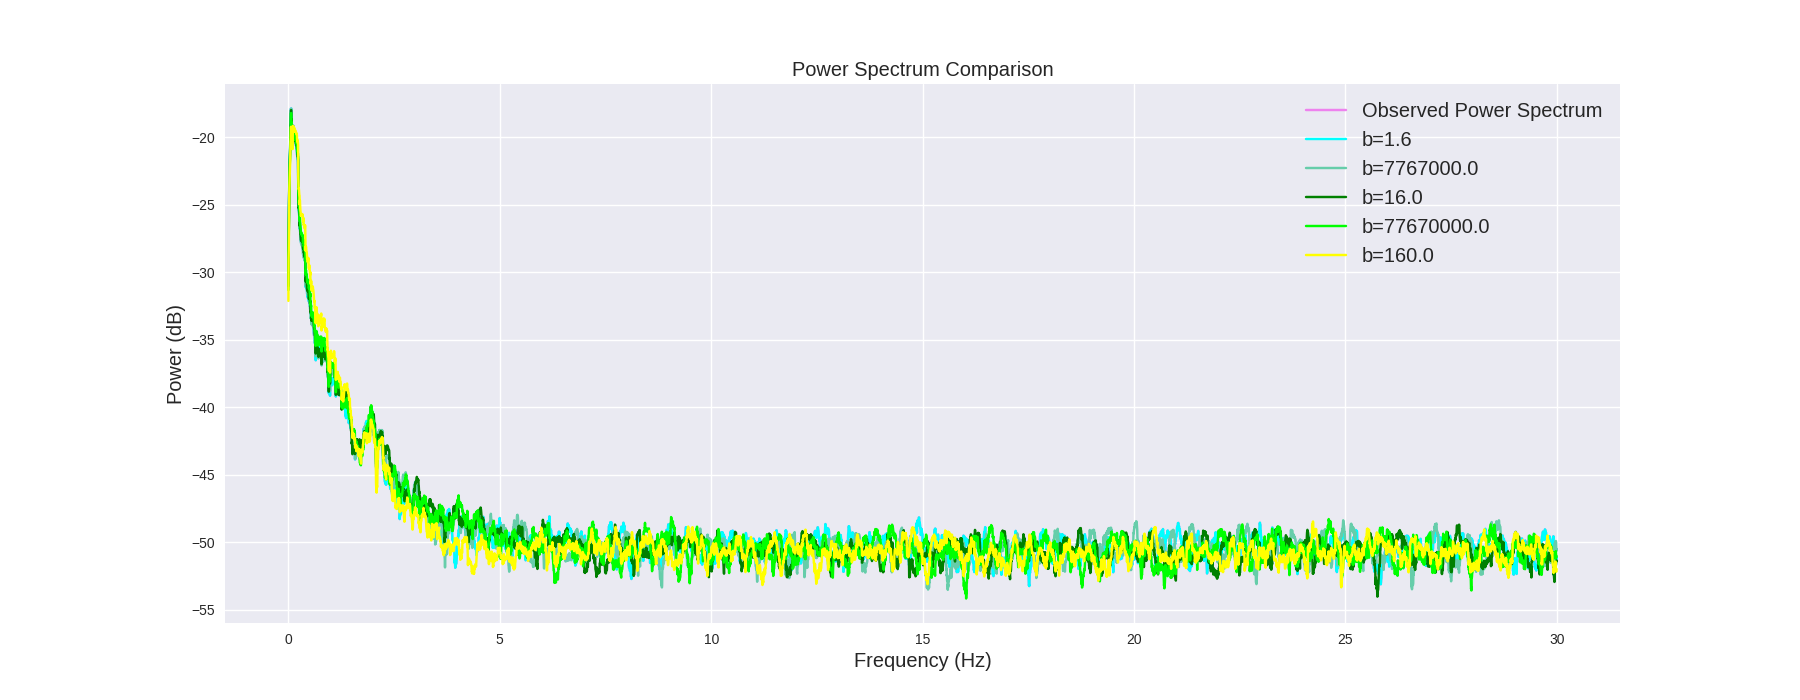 Power Spectrum Comparison
Observed Power Spectrum
b=1.6
b=7767000.0
b=16.0
b=77670000.0
b=160.0
Power (dB)
−20
−25
−30
−35
−40
−45
−50
−55
0 5 10 15 20 25 30
Frequency (Hz)